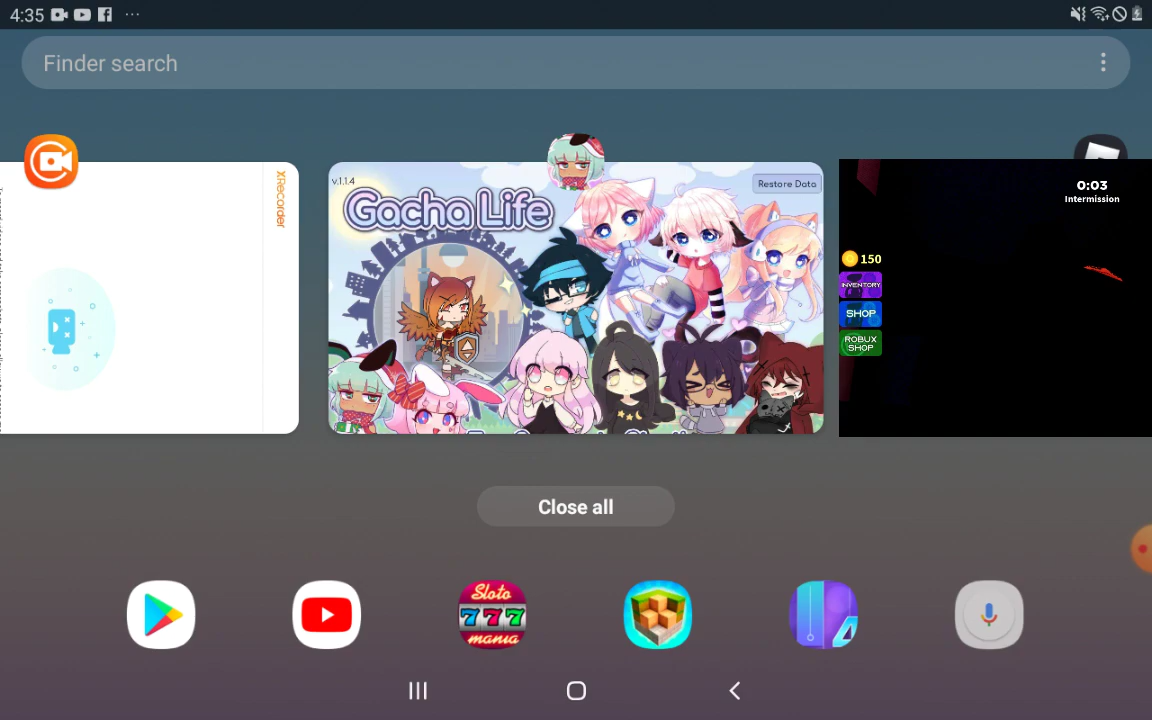 4:35
Finder search
XRecorder
v.1.1.4
Restore Data
Gacha Life
0:03
Intermission
150
INVENTORY
SHOP
ROBUX
SHOP
Close all
Sloto
777
mania